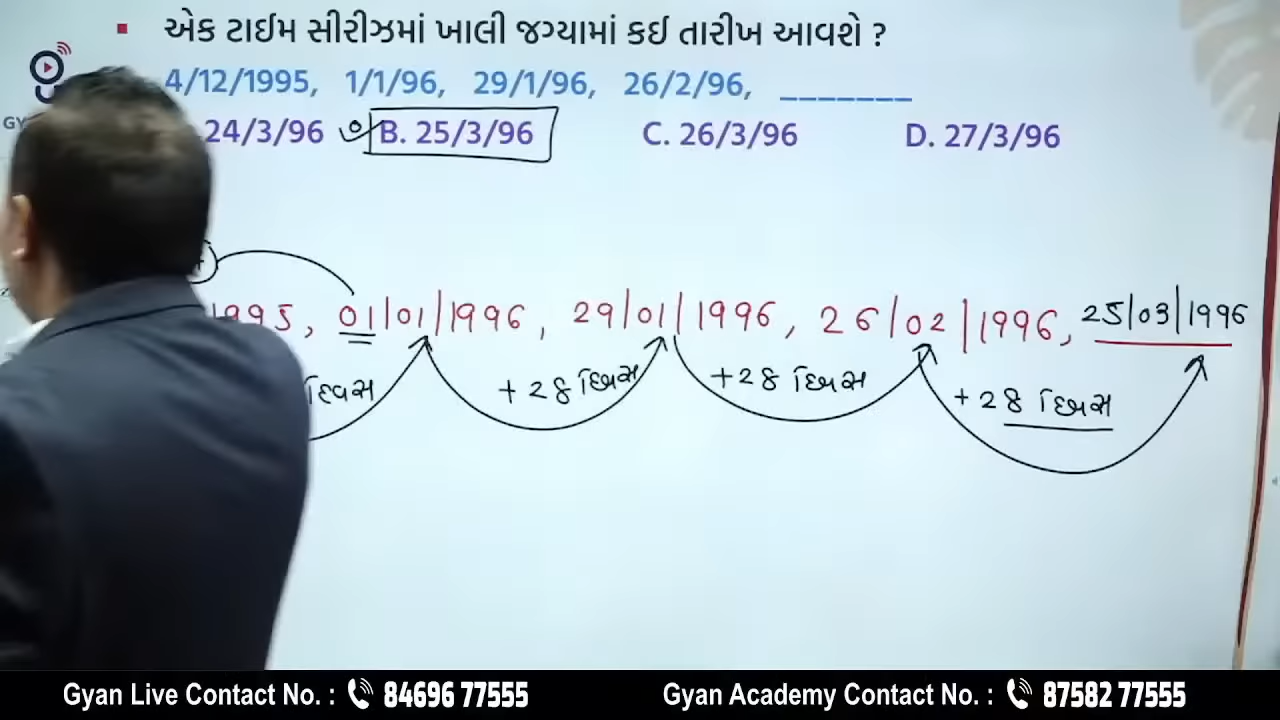 એક ટાઈમ સીરીઝમાં ખાલી જગ્યામાં કઈ તારીખ આવશે ?
4/12/1995, 1/1/96, 29/1/96, 26/2/96, _______
24/3/96 B. 25/3/96 C. 26/3/96 D. 27/3/96
GY
1995, 01/01/1996, 29/01/1996, 26/02/1996, 25/03/1996
દિવસ +28 દિવસ +28 દિવસ +28 દિવસ
Gyan Live Contact No. : 84696 77555 Gyan Academy Contact No. : 87582 77555